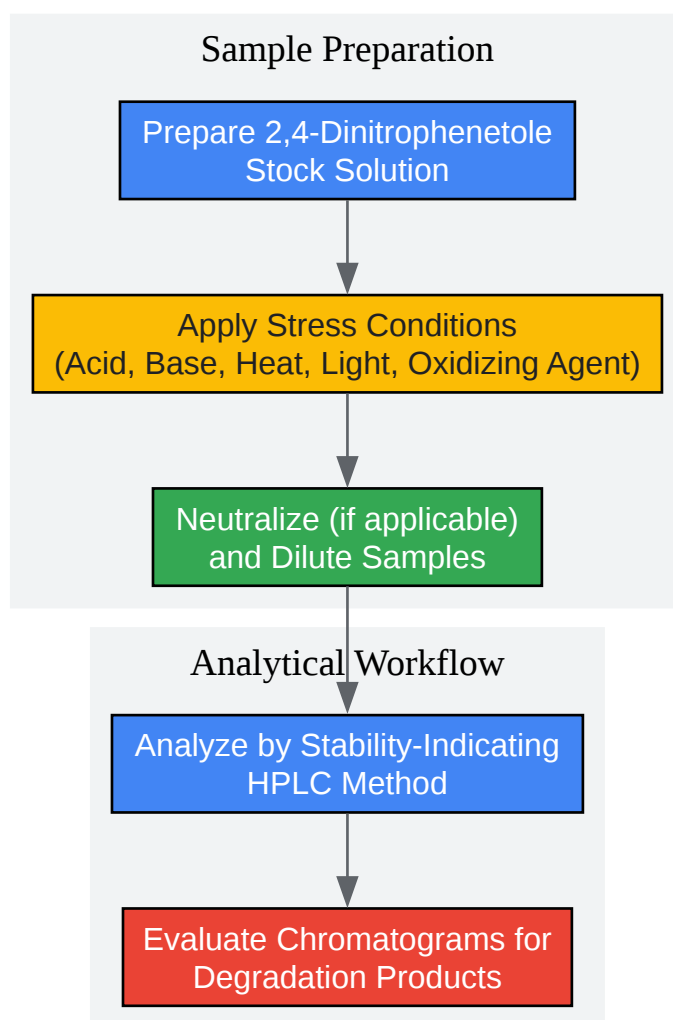 Sample Preparation
Prepare 2,4-Dinitrophenetole
Stock Solution
Apply Stress Conditions
(Acid, Base, Heat, Light, Oxidizing Agent)
Neutralize (if applicable)
and Dilute Samples
Analytical Workflow
Analyze by Stability-Indicating
HPLC Method
Evaluate Chromatograms for
Degradation Products